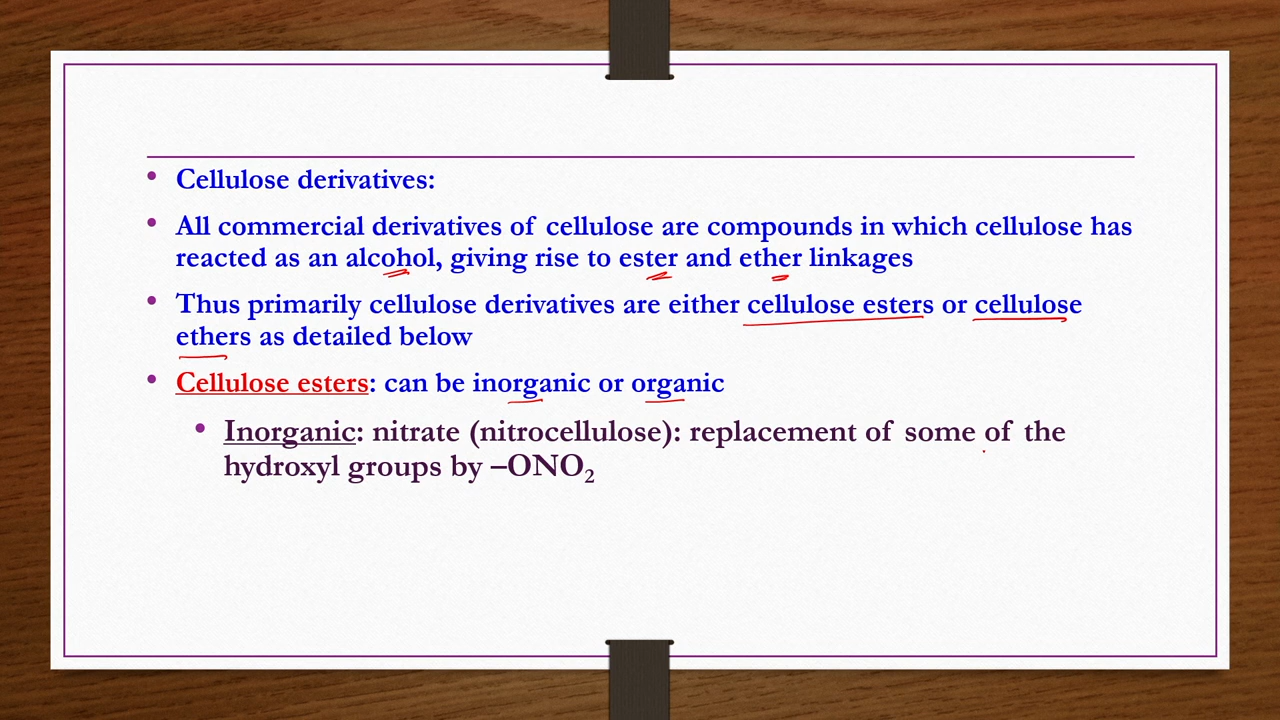 Cellulose derivatives:
All commercial derivatives of cellulose are compounds in which cellulose has
reacted as an alcohol, giving rise to ester and ether linkages
Thus primarily cellulose derivatives are either cellulose esters or cellulose
ethers as detailed below
Cellulose esters: can be inorganic or organic
Inorganic: nitrate (nitrocellulose): replacement of some of the
hydroxyl groups by –ONO₂